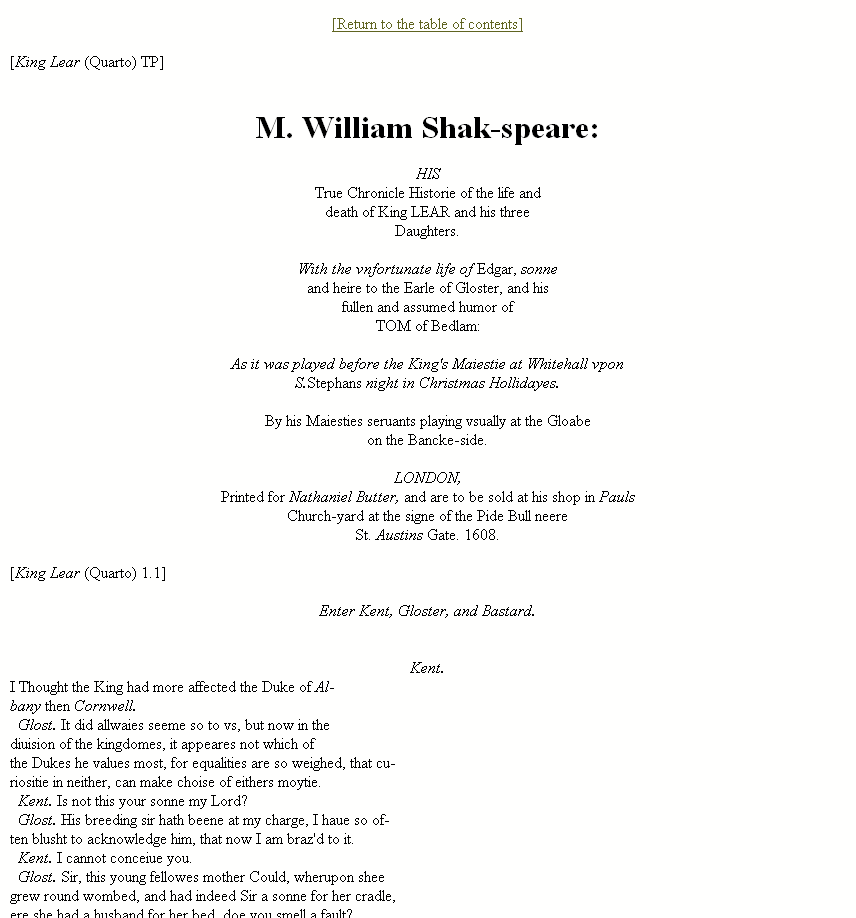 [Return to the table of contents]
[King Lear (Quarto) TP]
M. William Shak-speare:
HIS
True Chronicle Historie of the life and
death of King LEAR and his three
Daughters.
With the vnfortunate life of Edgar, sonne
and heire to the Earle of Gloster, and his
fullen and assumed humor of
TOM of Bedlam:
As it was played before the King's Maiestie at Whitehall vpon
S.Stephans night in Christmas Hollidayes.
By his Maiesties seruants playing vsually at the Gloabe
on the Bancke-side.
LONDON,
Printed for Nathaniel Butter, and are to be sold at his shop in Pauls
Church-yard at the signe of the Pide Bull neere
St. Austins Gate. 1608.
[King Lear (Quarto) 1.1]
Enter Kent, Gloster, and Bastard.
Kent.
I Thought the King had more affected the Duke of Al-
bany then Cornwell.
Glost. It did allwaies seeme so to vs, but now in the
diuision of the kingdomes, it appeares not which of
the Dukes he values most, for equalities are so weighed, that cu-
riositie in neither, can make choise of eithers moytie.
Kent. Is not this your sonne my Lord?
Glost. His breeding sir hath beene at my charge, I haue so of-
ten blusht to acknowledge him, that now I am braz'd to it.
Kent. I cannot conceiue you.
Glost. Sir, this young fellowes mother Could, wherupon shee
grew round wombed, and had indeed Sir a sonne for her cradle,
ere she had a husband for her bed, doe you smell a fault?